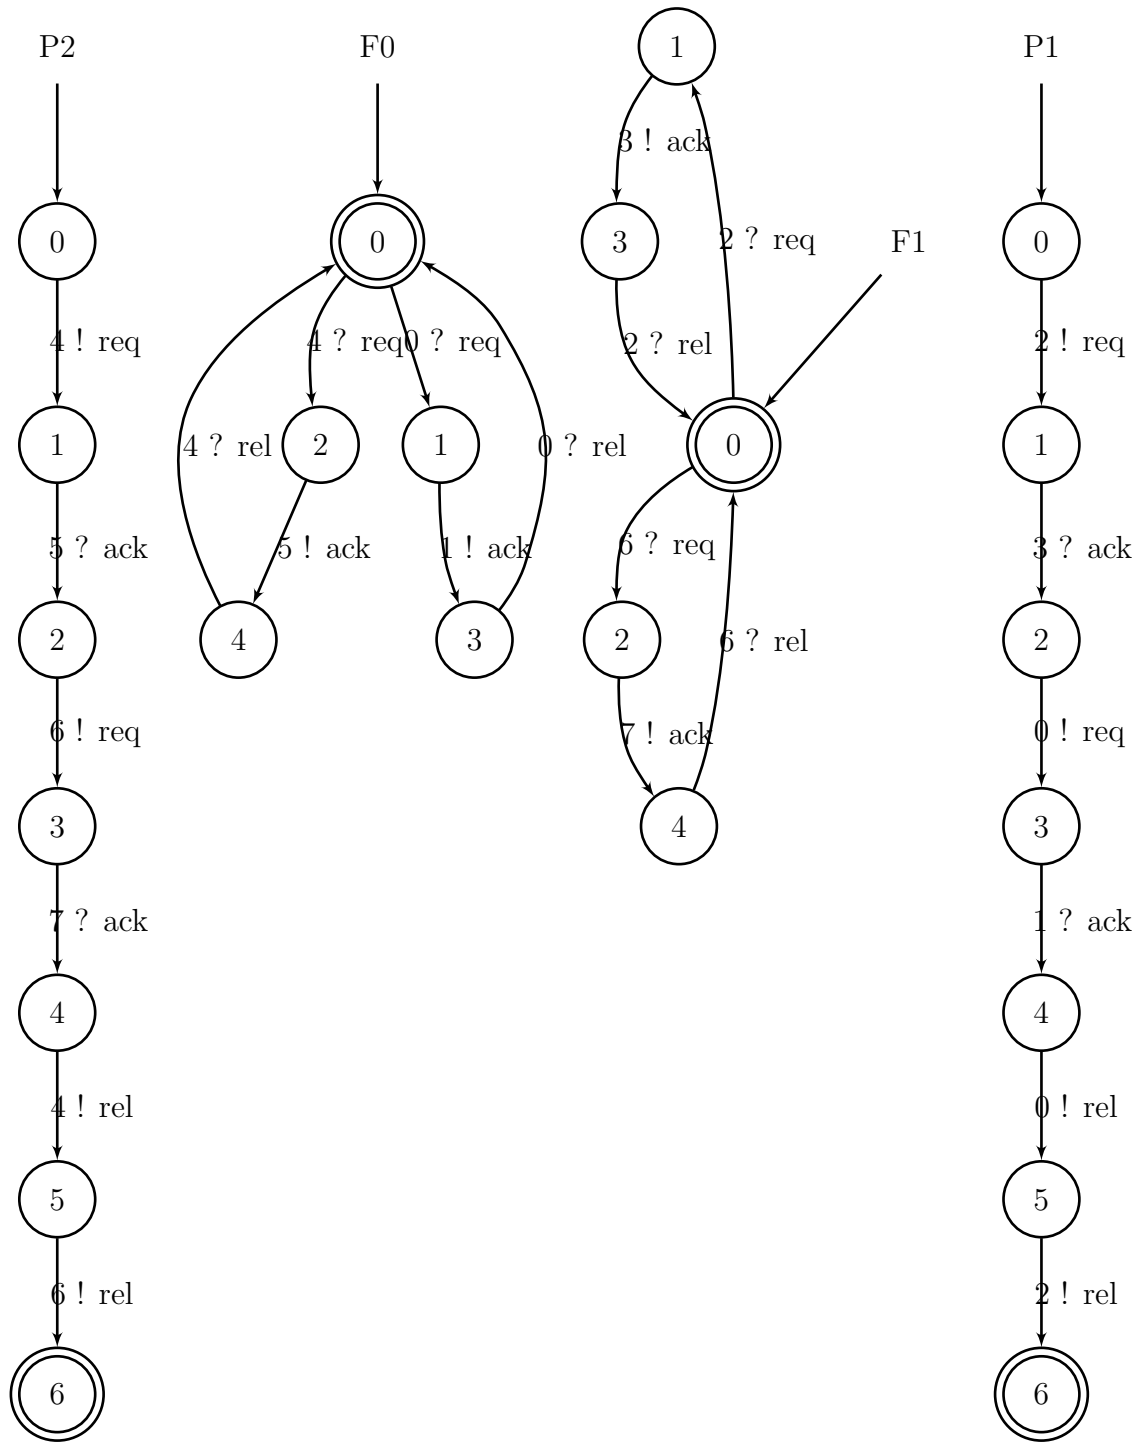 P2
0
4 ! req
1
5 ? ack
2
6 ! req
3
7 ? ack
4
4 ! rel
5
6 ! rel
6
F0
0
4 ? req
0 ? req
4 ? rel
2
1
0 ? rel
5 ! ack
1 ! ack
4
3
1
3 ! ack
3
2 ? req
F1
2 ? rel
0
6 ? req
2
6 ? rel
7 ! ack
4
P1
0
2 ! req
1
3 ? ack
2
0 ! req
3
1 ? ack
4
0 ! rel
5
2 ! rel
6